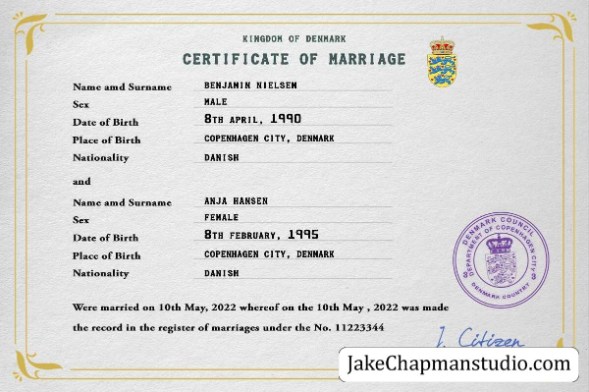 KINGDOM OF DENMARK
CERTIFICATE OF MARRIAGE
Name amd Surname BENJAMIN NIELSEN
Sex MALE
Date of Birth 8TH APRIL, 1990
Place of Birth COPENHAGEN CITY, DENMARK
Nationality DANISH
and
Name amd Surname ANJA HANSEN
Sex FEMALE
Date of Birth 8TH FEBRUARY, 1995
Place of Birth COPENHAGEN CITY, DENMARK
Nationality DANISH
DENMARK COUNCIL
DEPARTMENT OF COPENHAGEN CITY
DENMARK COUNTRY
Were married on 10th May, 2022 whereof on the 10th May , 2022 was made
the record in the register of marriages under the No. 11223344
J. Citizen
JakeChapmanstudio.com